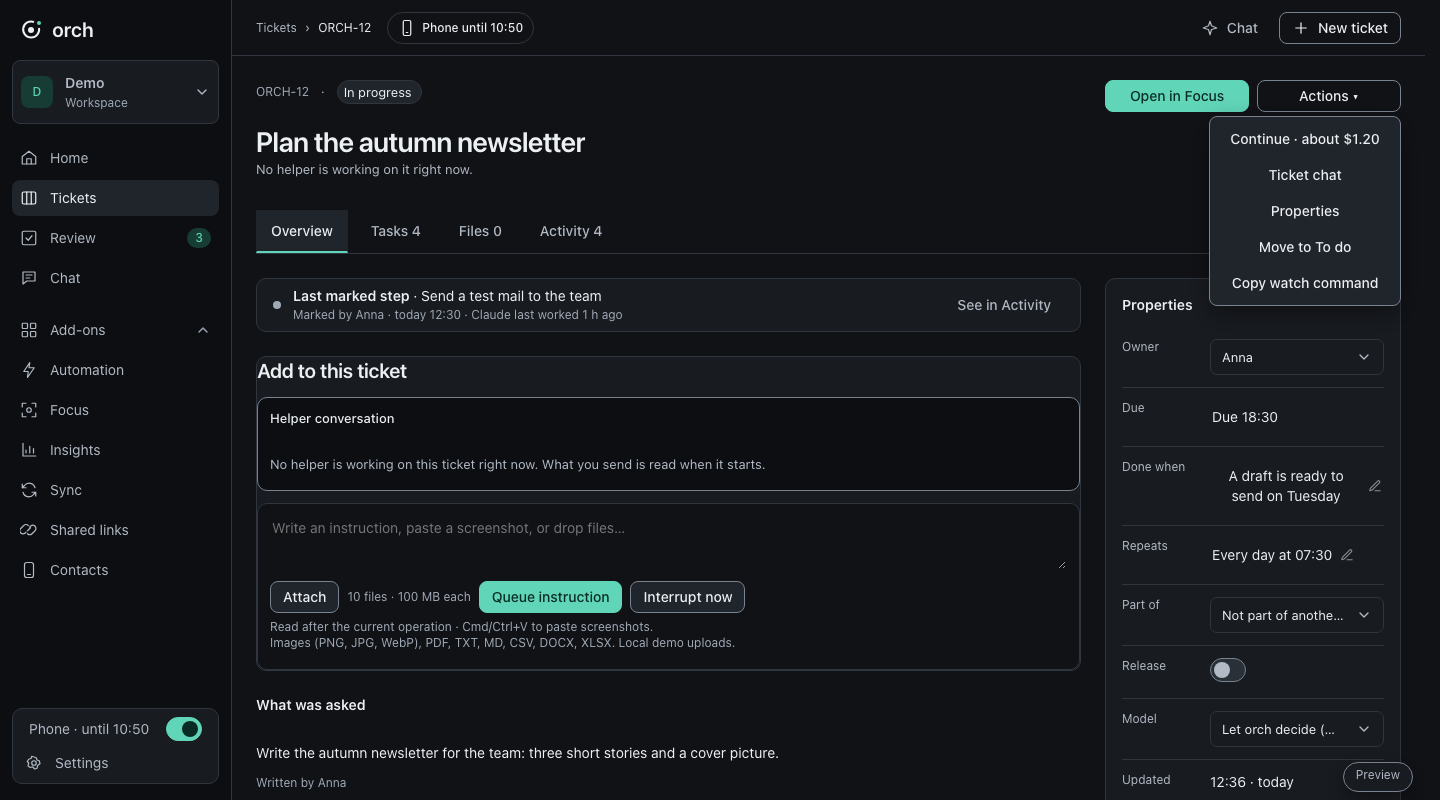 orch
D
Demo
Workspace
Home
Tickets
Review
3
Chat
Add-ons
Automation
Focus
Insights
Sync
Shared links
Contacts
Phone · until 10:50
Settings
Tickets › ORCH-12
Phone until 10:50
Chat
New ticket
ORCH-12 · In progress
Open in Focus
Actions ▾
Plan the autumn newsletter
No helper is working on it right now.
Continue · about $1.20
Ticket chat
Properties
Move to To do
Copy watch command
Overview
Tasks 4
Files 0
Activity 4
Last marked step · Send a test mail to the team
Marked by Anna · today 12:30 · Claude last worked 1 h ago
See in Activity
Add to this ticket
Helper conversation
No helper is working on this ticket right now. What you send is read when it starts.
Write an instruction, paste a screenshot, or drop files...
Attach
10 files · 100 MB each
Queue instruction
Interrupt now
Read after the current operation · Cmd/Ctrl+V to paste screenshots.
Images (PNG, JPG, WebP), PDF, TXT, MD, CSV, DOCX, XLSX. Local demo uploads.
What was asked
Write the autumn newsletter for the team: three short stories and a cover picture.
Written by Anna
Properties
Owner
Anna
Due
Due 18:30
Done when
A draft is ready to
send on Tuesday
Repeats
Every day at 07:30
Part of
Not part of anothe...
Release
Model
Let orch decide (...
Updated
12:36 · today
Preview